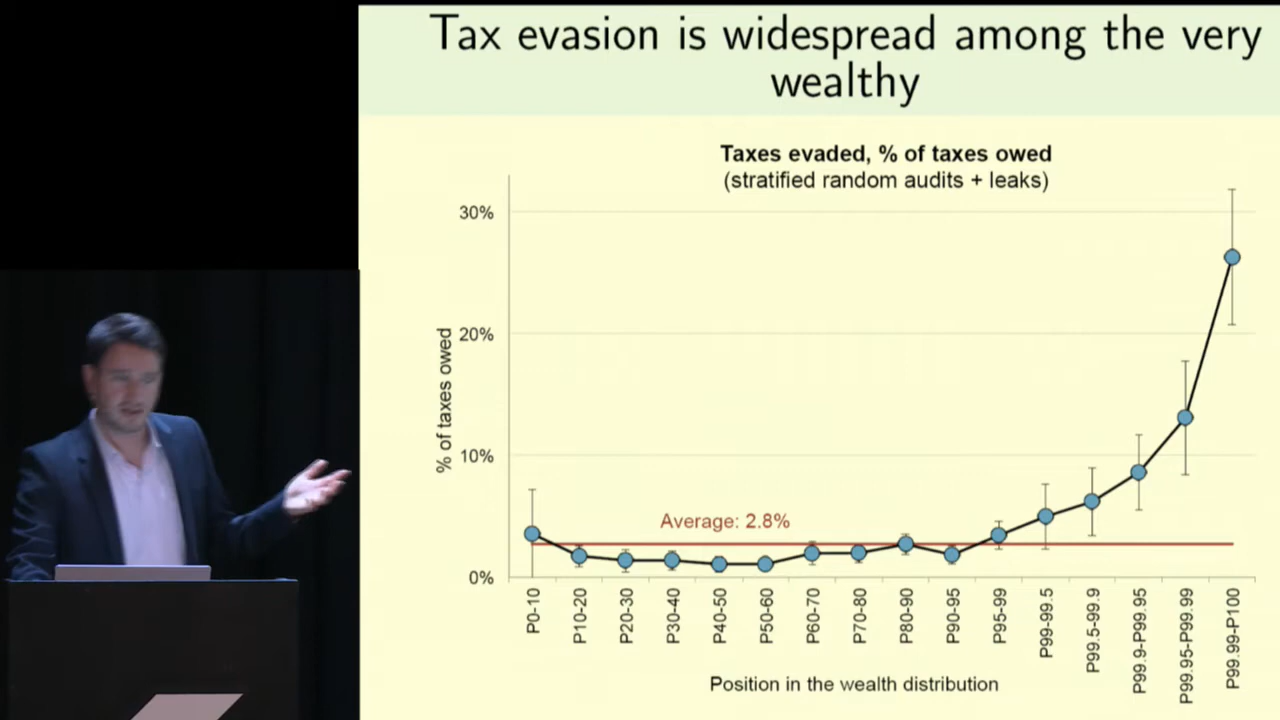 Tax evasion is widespread among the very
wealthy
Taxes evaded, % of taxes owed
(stratified random audits + leaks)
% of taxes owed
30%
20%
10%
0%
Average: 2.8%
P0-10
P10-20
P20-30
P30-40
P40-50
P50-60
P60-70
P70-80
P80-90
P90-95
P95-99
P99-99.5
P99.5-99.9
P99.9-P99.95
P99.95-P99.99
P99.99-P100
Position in the wealth distribution